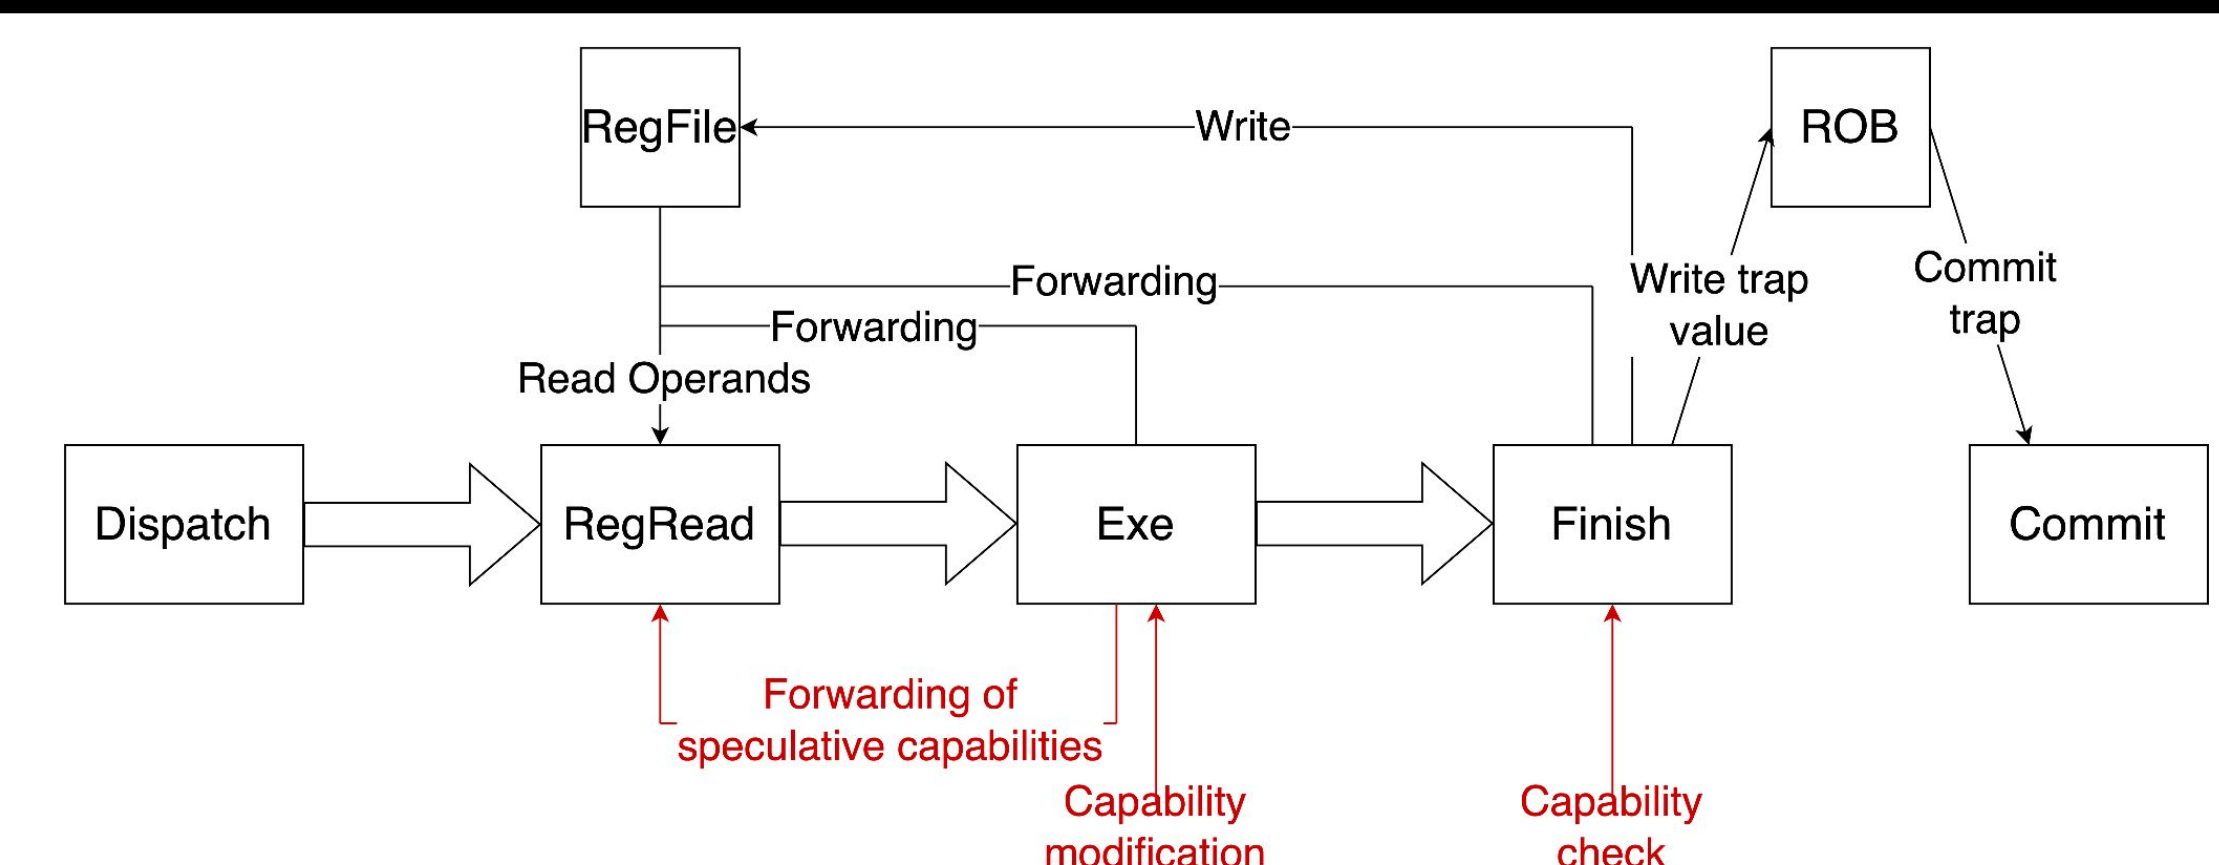 RegFile
Write
ROB
Forwarding
Write trap
value
Commit
trap
Forwarding
Read Operands
Dispatch
RegRead
Exe
Finish
Commit
Forwarding of
speculative capabilities
Capability
modification
Capability
check